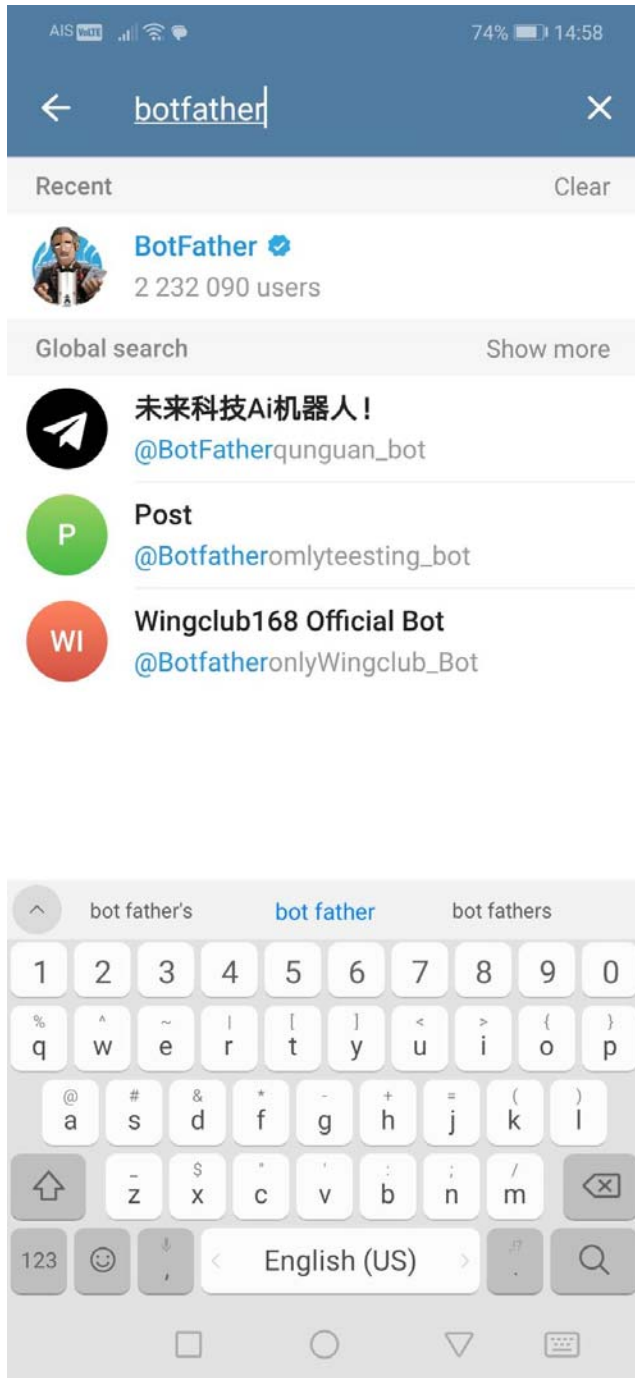 AIS VoLTE 74% 14:58
botfather
Recent Clear
BotFather
2 232 090 users
Global search Show more
未来科技Ai机器人!
@BotFatherqunguan_bot
P Post
@Botfatheromlyteesting_bot
WI Wingclub168 Official Bot
@BotfatheronlyWingclub_Bot
bot father's bot father bot fathers
1 2 3 4 5 6 7 8 9 0
% ^ ~ | [ ] < > { }
q w e r t y u i o p
@ # & * - + = ( )
a s d f g h j k l
_ $ " ' : ; /
z x c v b n m
123 , English (US) .
,!?